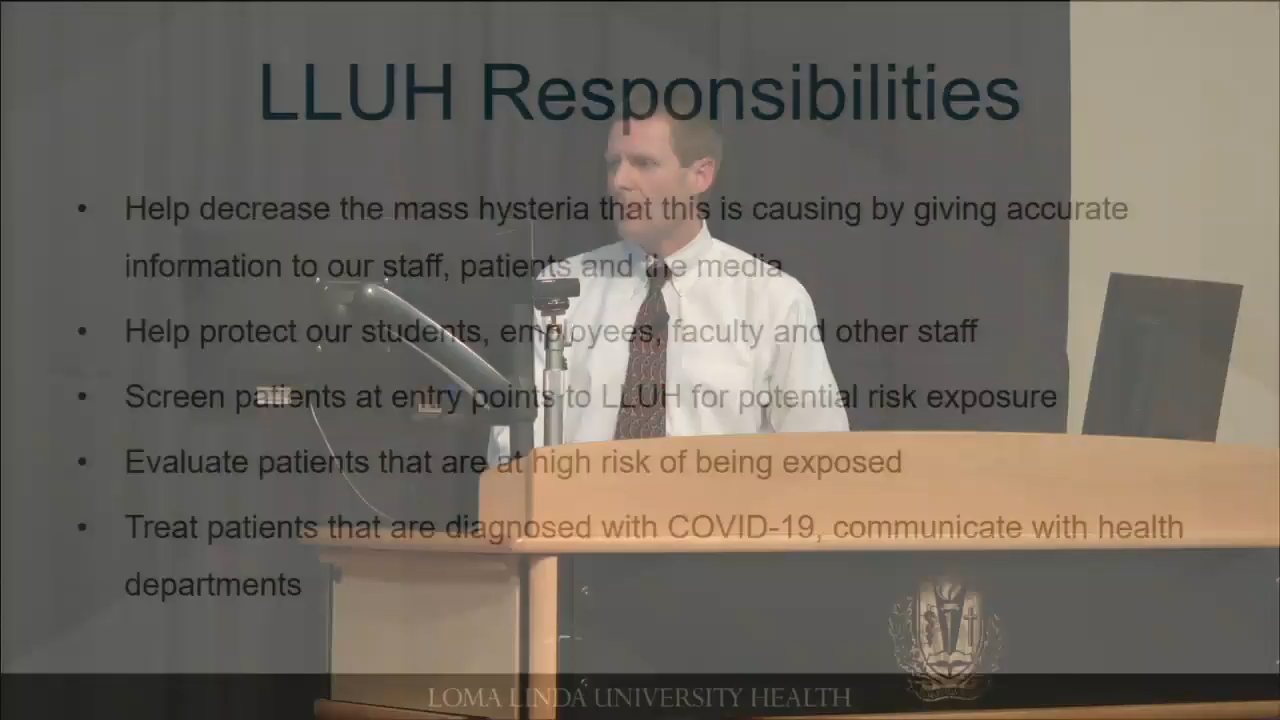 LLUH Responsibilities
• Help decrease the mass hysteria that this is causing by giving accurate
information to our staff, patients and the media
• Help protect our students, employees, faculty and other staff
• Screen patients at entry points to LLUH for potential risk exposure
• Evaluate patients that are at high risk of being exposed
• Treat patients that are diagnosed with COVID-19, communicate with health
departments
LOMA LINDA UNIVERSITY HEALTH